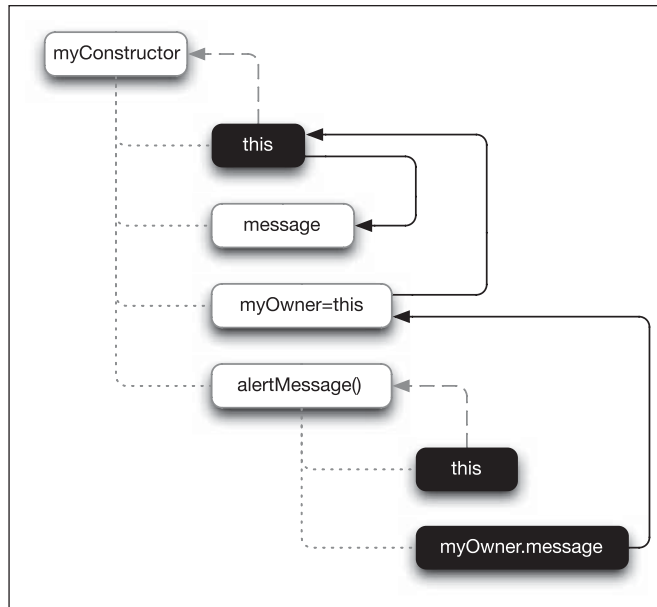 myConstructor
this
message
myOwner=this
alertMessage()
this
myOwner.message